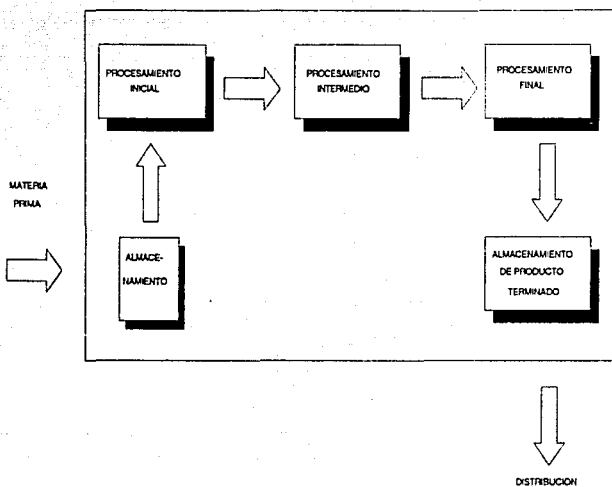 PROCESAMIENTO
INICIAL
PROCESAMIENTO
INTERMEDIO
PROCESAMIENTO
FINAL
MATERIA
PRIMA
ALMACE-
NAMIENTO
ALMACENAMIENTO
DE PRODUCTO
TERMINADO
DISTRIBUCION